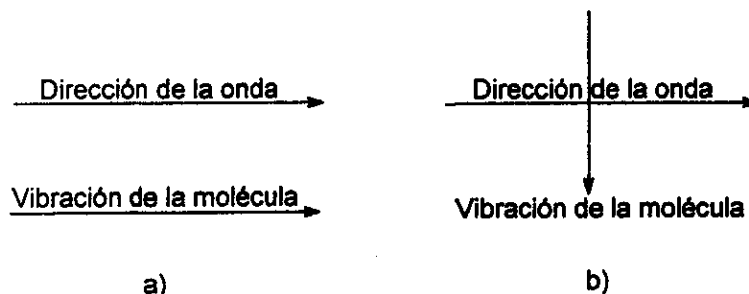 Dirección de la onda
Vibración de la molécula
a)
Dirección de la onda
Vibración de la molécula
b)